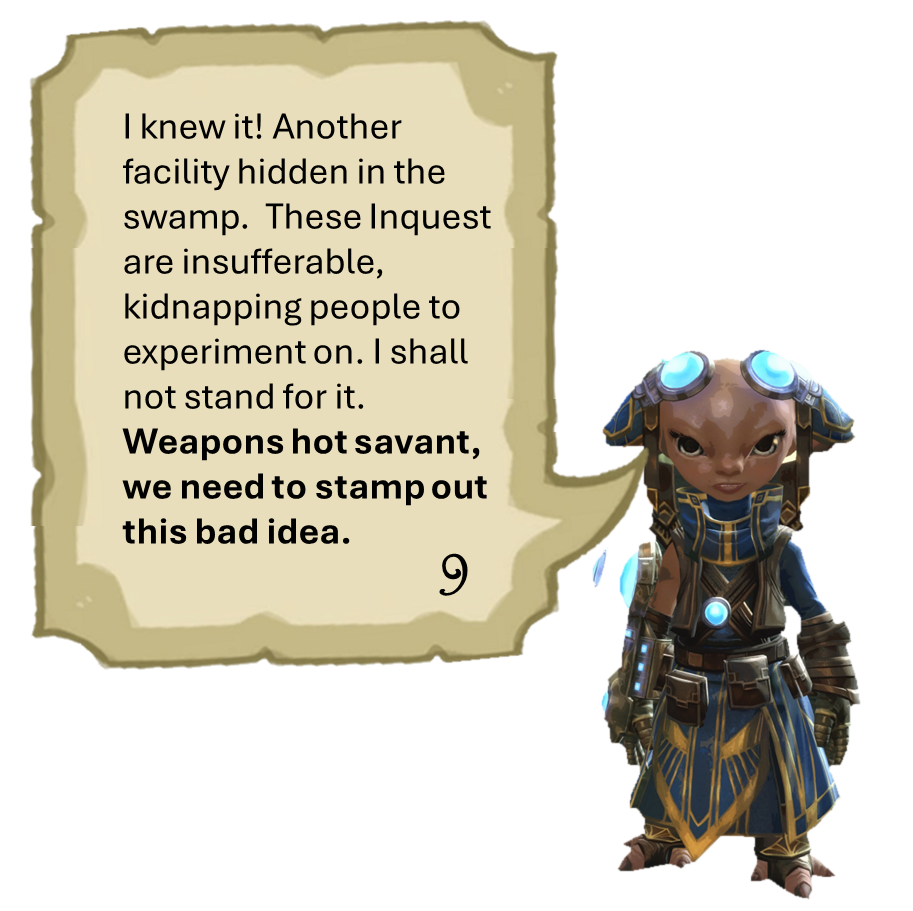 I knew it! Another
facility hidden in the
swamp.  These Inquest
are insufferable,
kidnapping people to
experiment on. I shall
not stand for it.
Weapons hot savant,
we need to stamp out
this bad idea.
9